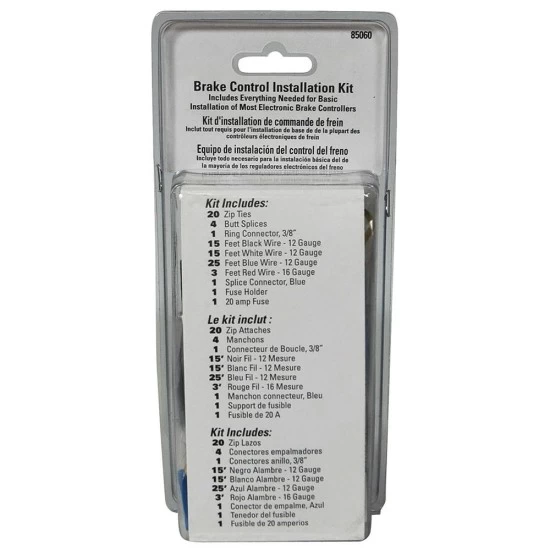 85060
Brake Control Installation Kit
Includes Everything Needed for Basic
Installation of Most Electronic Brake Controllers
Kit d'installation de commande de frein
Inclut tout requis pour l'installation de base de de la plupart des
contrôleurs électroniques de frein
Equipo de instalación del control del freno
Incluye todo necesario para la instalación básica del de
la mayería de los reguladores electrónicos del freno
Kit Includes:
20 Zip Ties
4 Butt Splices
1 Ring Connector, 3/8"
15 Feet Black Wire - 12 Gauge
15 Feet White Wire - 12 Gauge
25 Feet Blue Wire - 12 Gauge
3 Feet Red Wire - 16 Gauge
1 Splice Connector, Blue
1 Fuse Holder
1 20 amp Fuse
Le kit inclut :
20 Zip Attaches
4 Manchons
1 Connecteur de Boucle, 3/8"
15' Noir Fil - 12 Mesure
15' Blanc Fil - 12 Mesure
25' Bleu Fil - 12 Mesure
3' Rouge Fil - 16 Mesure
1 Manchon connecteur, Bleu
1 Support de fusible
1 Fusible de 20 A
Kit Includes:
20 Zip Lazos
4 Conectores empalmadores
1 Conectores anillo, 3/8"
15' Negro Alambre - 12 Gauge
15' Blanco Alambre - 12 Gauge
25' Azul Alambre - 12 Gauge
3' Rojo Alambre - 16 Gauge
1 Conector de empalme, Azul
1 Tenedor del fusible
1 Fusible de 20 amperios